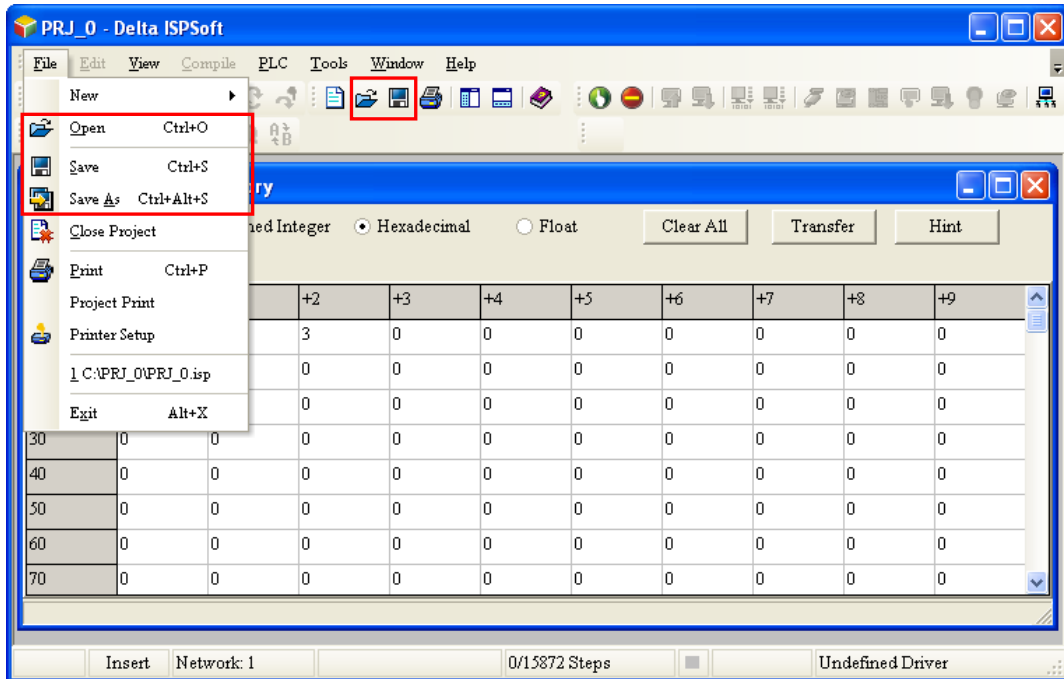 PRJ_0 - Delta ISPSoft
File Edit View Compile PLC Tools Window Help
New
Open Ctrl+O
Save Ctrl+S
Save As Ctrl+Alt+S
Close Project
Print Ctrl+P
Project Print
Printer Setup
1 C:\PRJ_0\PRJ_0.isp
Exit Alt+X
ry
ned Integer Hexadecimal Float Clear All Transfer Hint
+2 +3 +4 +5 +6 +7 +8 +9
3 0 0 0 0 0 0 0
0 0 0 0 0 0 0 0
0 0 0 0 0 0 0 0
30 0 0 0 0 0 0 0 0 0 0
40 0 0 0 0 0 0 0 0 0 0
50 0 0 0 0 0 0 0 0 0 0
60 0 0 0 0 0 0 0 0 0 0
70 0 0 0 0 0 0 0 0 0 0
Insert Network: 1 0/15872 Steps Undefined Driver